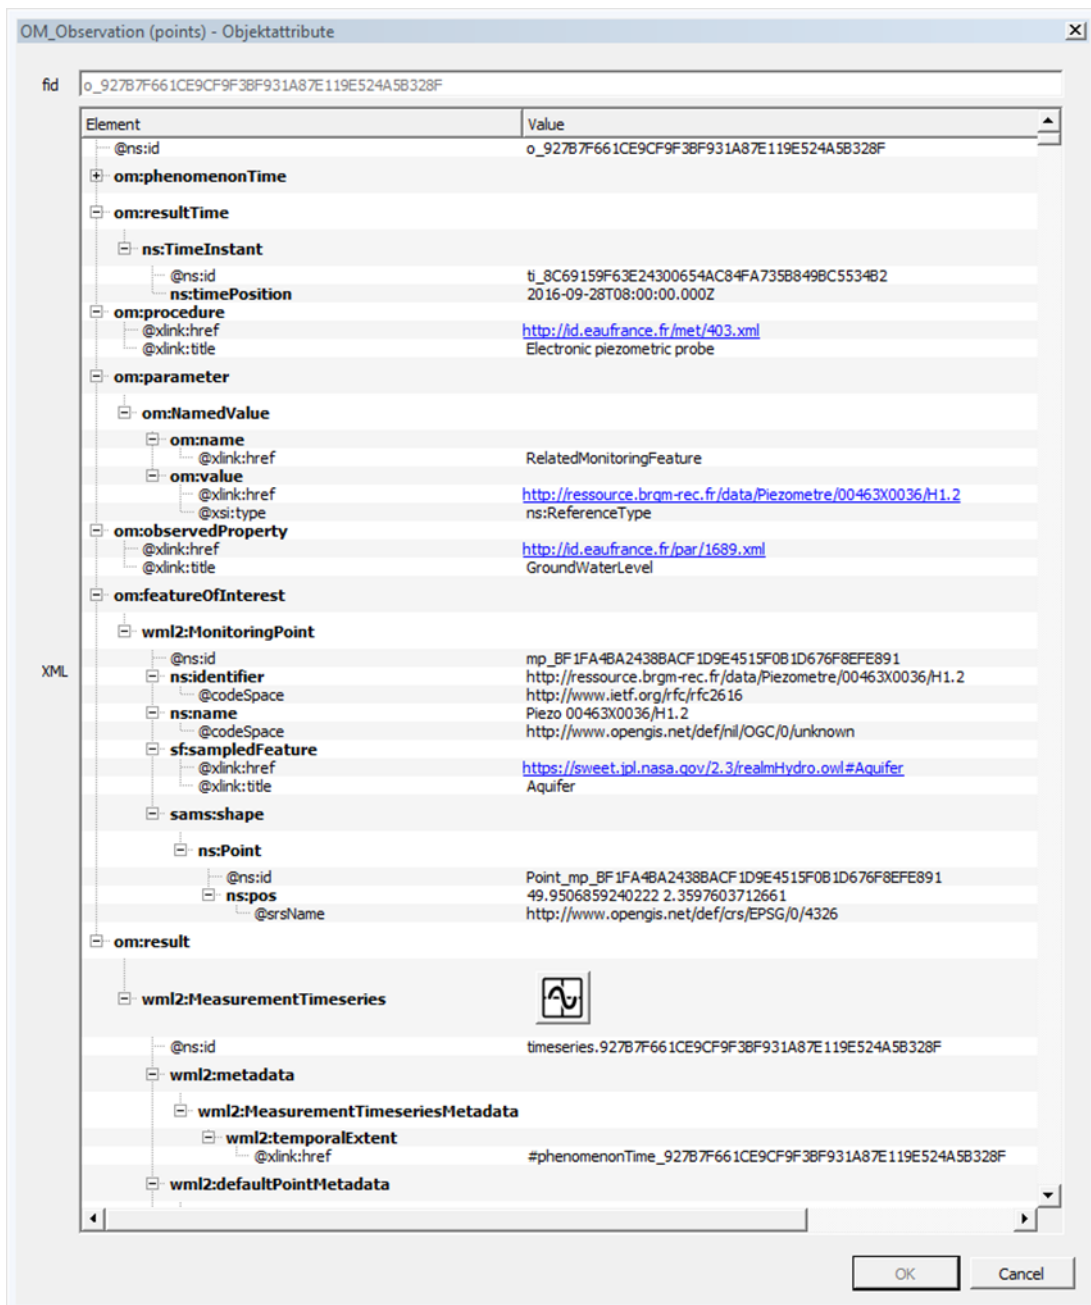 OM_Observation (points) - Objektattribute
fid o_927B7F661CE9CF9F3BF931A87E119E524A5B328F
Element Value
@ns:id o_927B7F661CE9CF9F3BF931A87E119E524A5B328F
om:phenomenonTime
om:resultTime
ns:TimeInstant
@ns:id ti_8C69159F63E24300654AC84FA735B849BC5534B2
ns:timePosition 2016-09-28T08:00:00.000Z
om:procedure
@xlink:href http://id.eaufrance.fr/met/403.xml
@xlink:title Electronic piezometric probe
om:parameter
om:NamedValue
om:name
@xlink:href RelatedMonitoringFeature
om:value
@xlink:href http://ressource.brgm-rec.fr/data/Piezometre/00463X0036/H1.2
@xsi:type ns:ReferenceType
om:observedProperty
@xlink:href http://id.eaufrance.fr/par/1689.xml
@xlink:title GroundWaterLevel
om:featureOfInterest
wml2:MonitoringPoint
XML
@ns:id mp_BF1FA4BA2438BACF1D9E4515F0B1D676F8EFE891
ns:identifier http://ressource.brgm-rec.fr/data/Piezometre/00463X0036/H1.2
@codeSpace http://www.ietf.org/rfc/rfc2616
ns:name Piezo 00463X0036/H1.2
@codeSpace http://www.opengis.net/def/nil/OGC/0/unknown
sf:sampledFeature
@xlink:href https://sweet.jpl.nasa.gov/2.3/realmHydro.owl#Aquifer
@xlink:title Aquifer
sams:shape
ns:Point
@ns:id Point_mp_BF1FA4BA2438BACF1D9E4515F0B1D676F8EFE891
ns:pos 49.9506859240222 2.3597603712661
@srsName http://www.opengis.net/def/crs/EPSG/0/4326
om:result
wml2:MeasurementTimeseries
@ns:id timeseries.927B7F661CE9CF9F3BF931A87E119E524A5B328F
wml2:metadata
wml2:MeasurementTimeseriesMetadata
wml2:temporalExtent
@xlink:href #phenomenonTime_927B7F661CE9CF9F3BF931A87E119E524A5B328F
wml2:defaultPointMetadata
OK Cancel